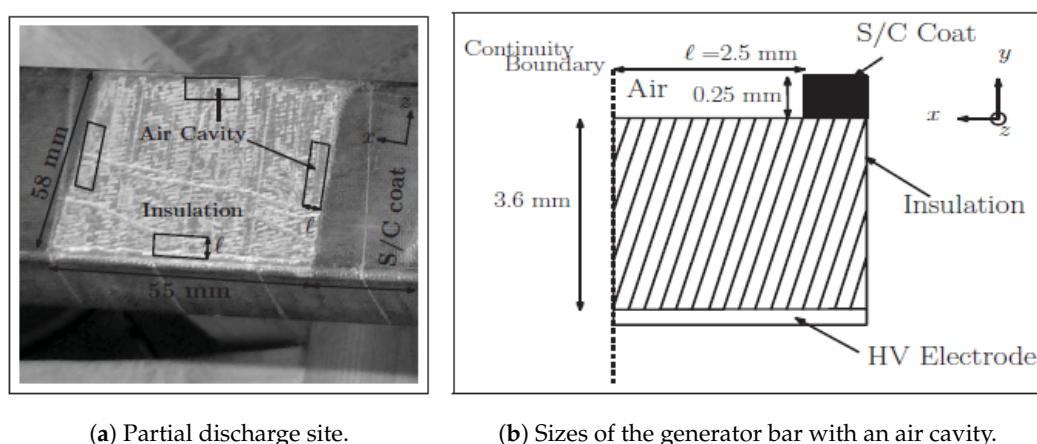 Air Cavity
Insulation
58 mm
55 mm
ℓ
ℓ
x
z
S/C coat
Continuity
Boundary
ℓ =2.5 mm
S/C Coat
Air
0.25 mm
y
x
z
3.6 mm
Insulation
HV Electrode
(a) Partial discharge site.
(b) Sizes of the generator bar with an air cavity.